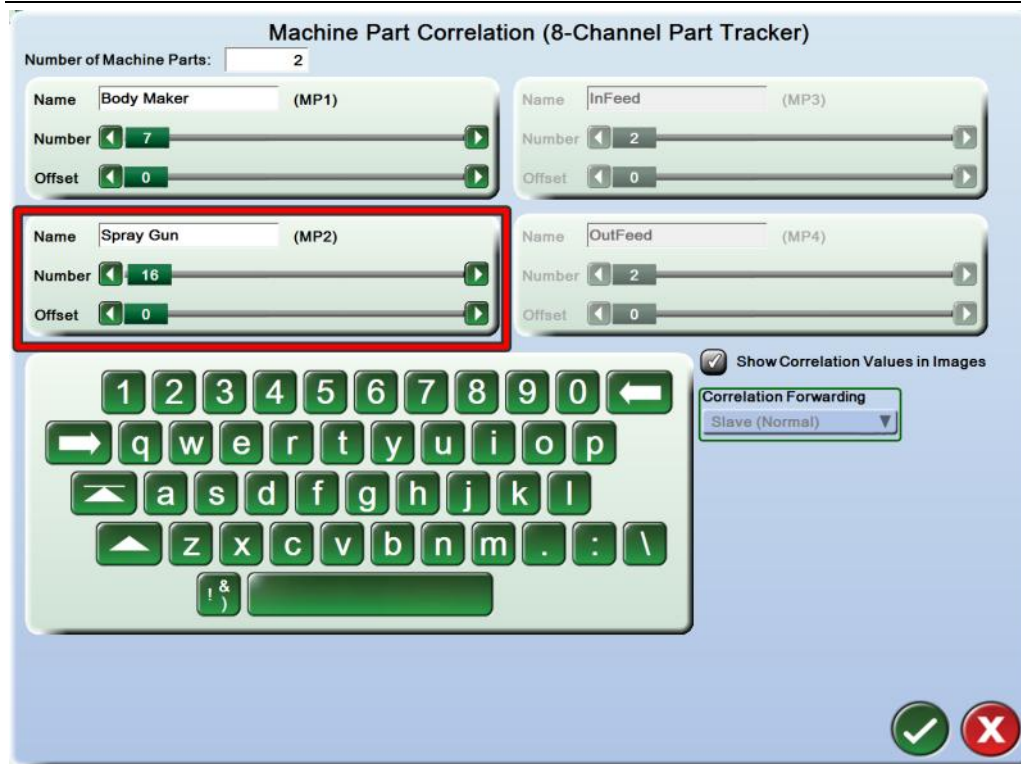 Machine Part Correlation (8-Channel Part Tracker)
Number of Machine Parts: 2
Name Body Maker (MP1)
Number 7
Offset 0
Name InFeed (MP3)
Number 2
Offset 0
Name Spray Gun (MP2)
Number 16
Offset 0
Name OutFeed (MP4)
Number 2
Offset 0
Show Correlation Values in Images
Correlation Forwarding
Slave (Normal)
1 2 3 4 5 6 7 8 9 0
q w e r t y u i o p
a s d f g h j k l
z x c v b n m . : \
! & )